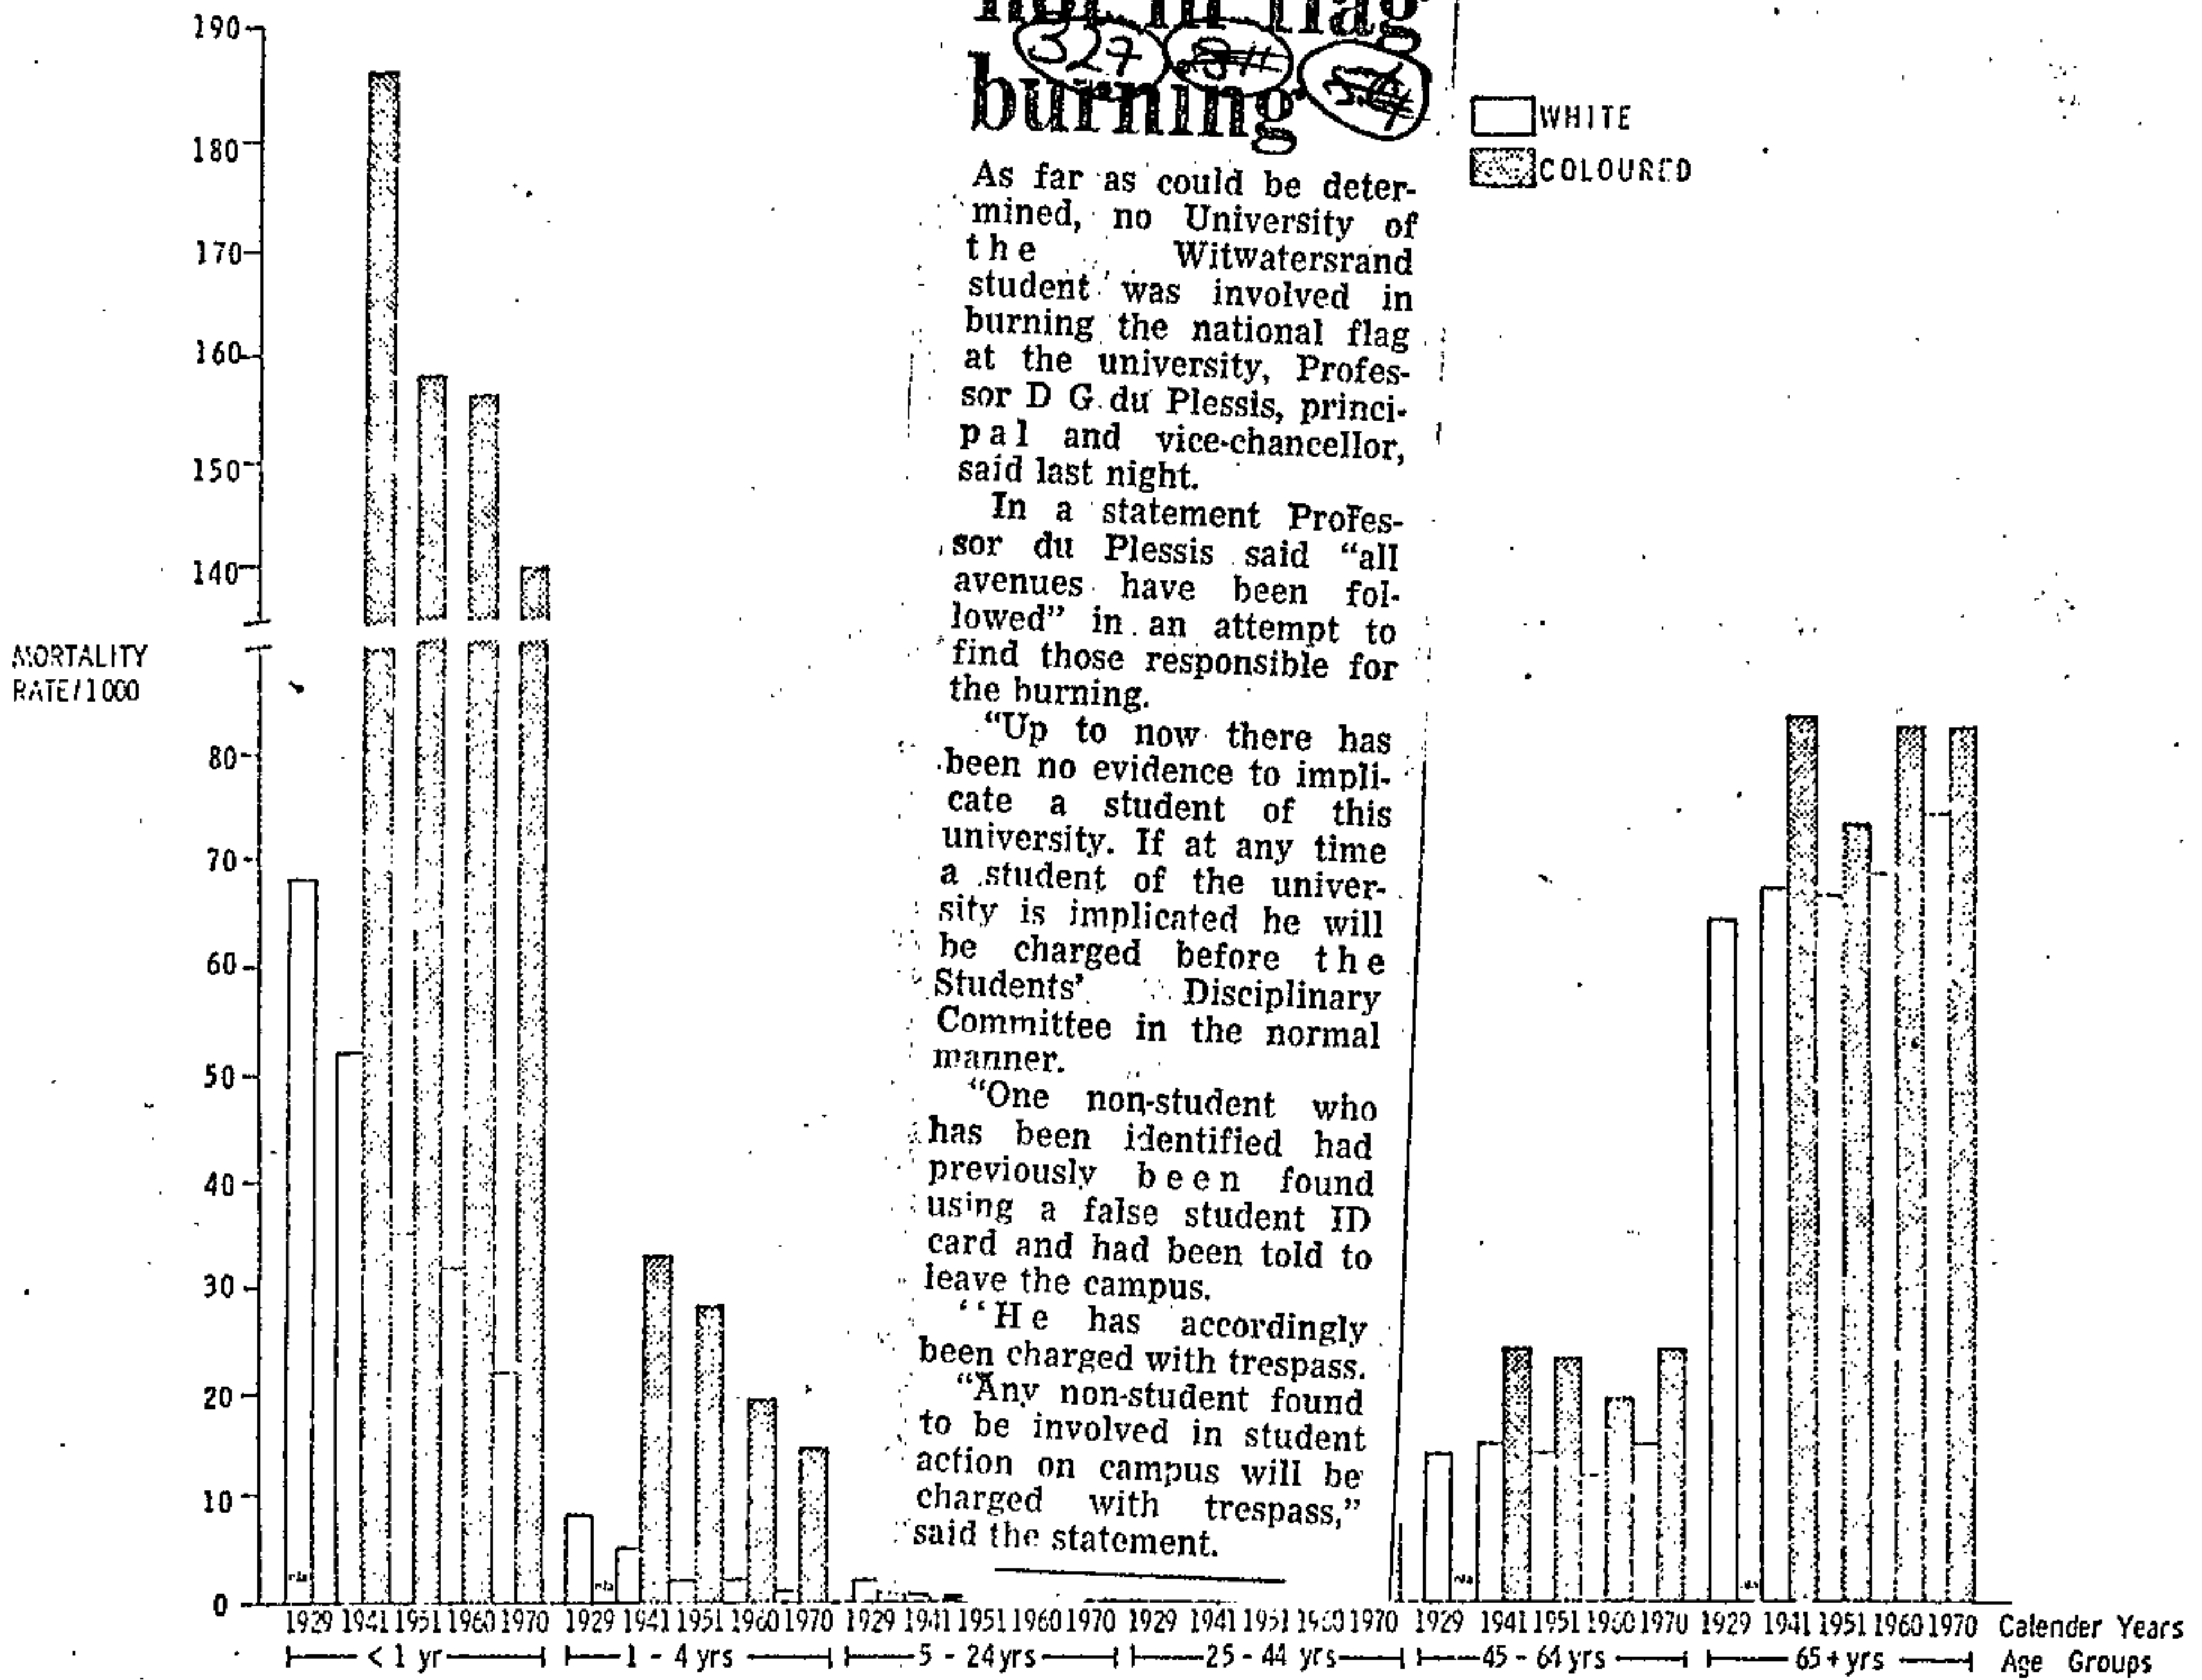 not in flag
327
burning
WHITE
COLOURED
As far as could be deter-
mined, no University of
the Witwatersrand
student was involved in
burning the national flag
at the university, Profes-
sor D G du Plessis, princi-
pal and vice-chancellor,
said last night.
In a statement Profes-
sor du Plessis said “all
avenues have been fol-
lowed” in an attempt to
find those responsible for
the burning.
“Up to now there has
been no evidence to impli-
cate a student of this
university. If at any time
a student of the univer-
sity is implicated he will
be charged before the
Students’ Disciplinary
Committee in the normal
manner.
“One non-student who
has been identified had
previously been found
using a false student ID
card and had been told to
leave the campus.
‘‘He has accordingly
been charged with trespass.
“Any non-student found
to be involved in student
action on campus will be
charged with trespass,”
said the statement.
MORTALITY
RATE/1000
190
180
170
160
150
140
80
70
60
50
40
30
20
10
0
n/a n/a n/a
1929 1941 1951 1960 1970 1929 1941 1951 1960 1970 1929 1941 1951 1960 1970 1929 1941 1951 1960 1970 1929 1941 1951 1960 1970 1929 1941 1951 1960 1970 Calender Years
< 1 yr 1 - 4 yrs 5 - 24 yrs 25 - 44 yrs 45 - 64 yrs 65 + yrs Age Groups